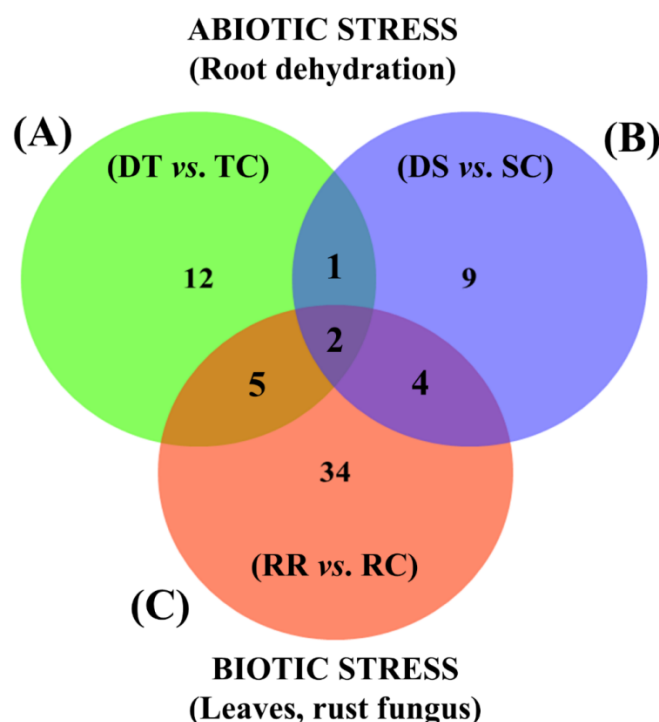 ABIOTIC STRESS
(Root dehydration)
(A)
(B)
(DT vs. TC)
(DS vs. SC)
12
1
9
2
5
4
34
(RR vs. RC)
(C)
BIOTIC STRESS
(Leaves, rust fungus)